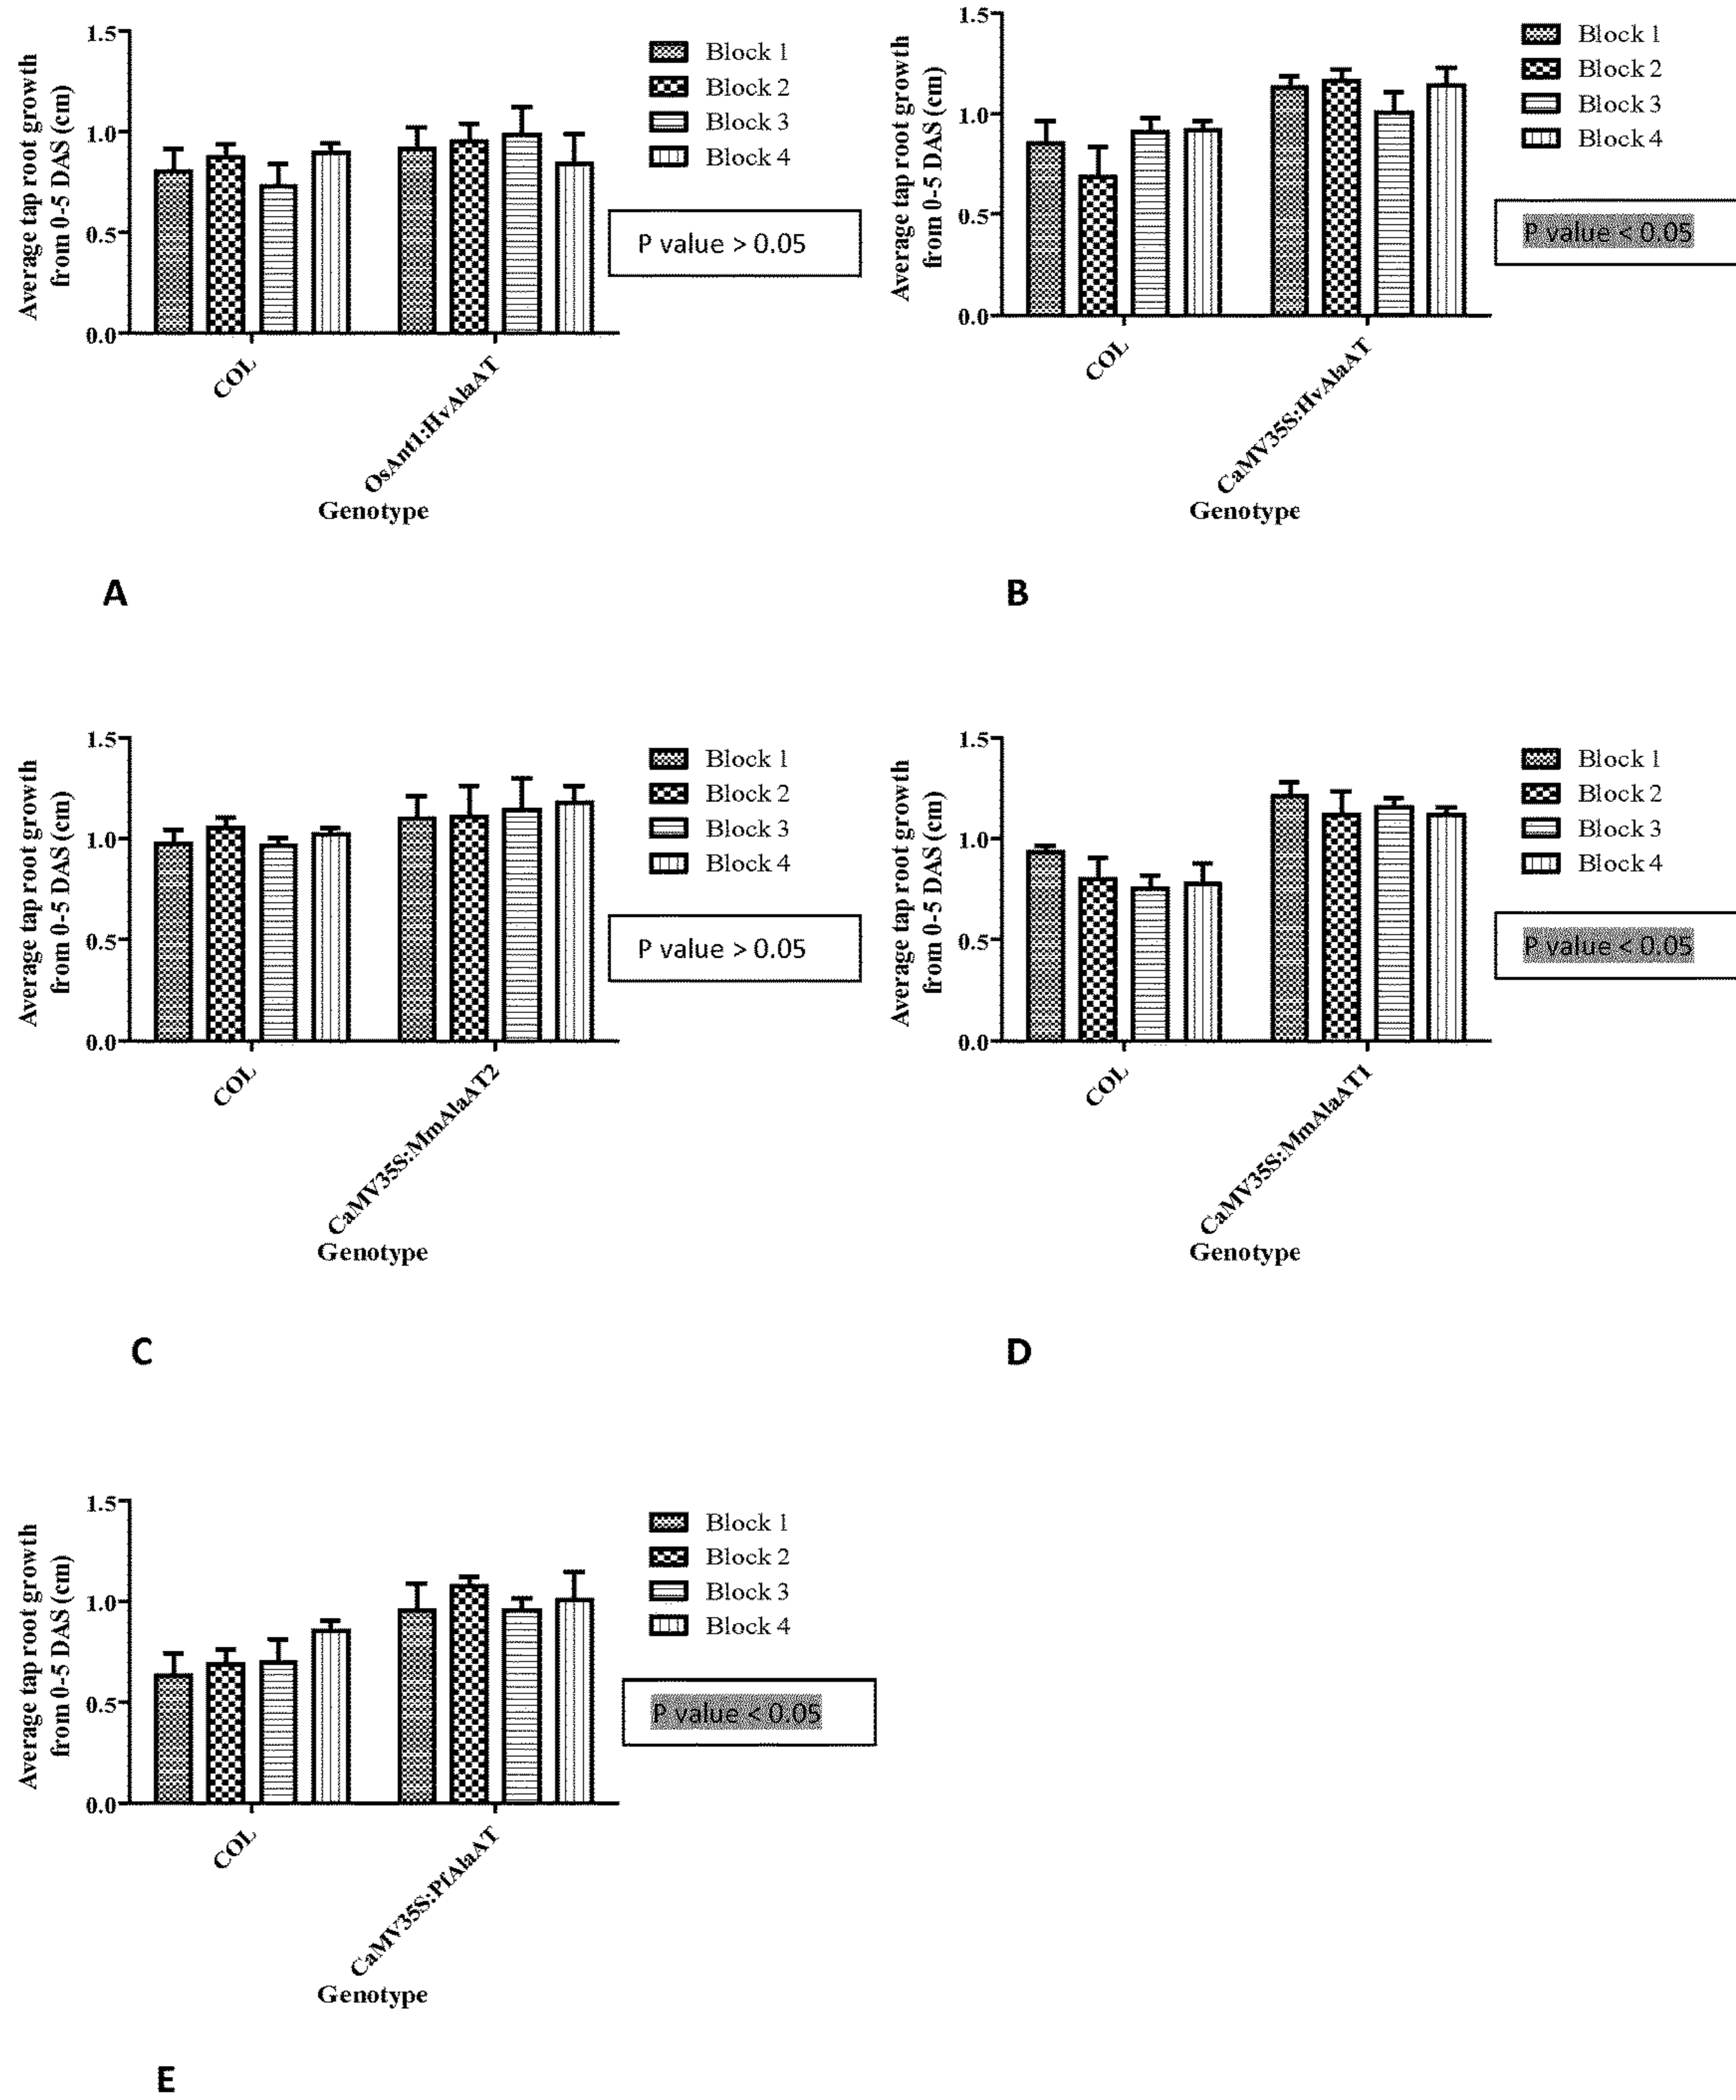 Average tap root growth
from 0-5 DAS (cm)
1.5
1.0
0.5
0.0
COL
OsAnt1:HvAlaAT
Genotype
Block 1
Block 2
Block 3
Block 4
P value > 0.05
A
Average tap root growth
from 0-5 DAS (cm)
1.5
1.0
0.5
0.0
COL
CaMV35S:HvAlaAT
Genotype
Block 1
Block 2
Block 3
Block 4
P value < 0.05
B
Average tap root growth
from 0-5 DAS (cm)
1.5
1.0
0.5
0.0
COL
CaMV35S:MmAlaAT2
Genotype
Block 1
Block 2
Block 3
Block 4
P value > 0.05
C
Average tap root growth
from 0-5 DAS (cm)
1.5
1.0
0.5
0.0
COL
CaMV35S:MmAlaAT1
Genotype
Block 1
Block 2
Block 3
Block 4
P value < 0.05
D
Average tap root growth
from 0-5 DAS (cm)
1.5
1.0
0.5
0.0
COL
CaMV35S:PfAlaAT
Genotype
Block 1
Block 2
Block 3
Block 4
P value < 0.05
E